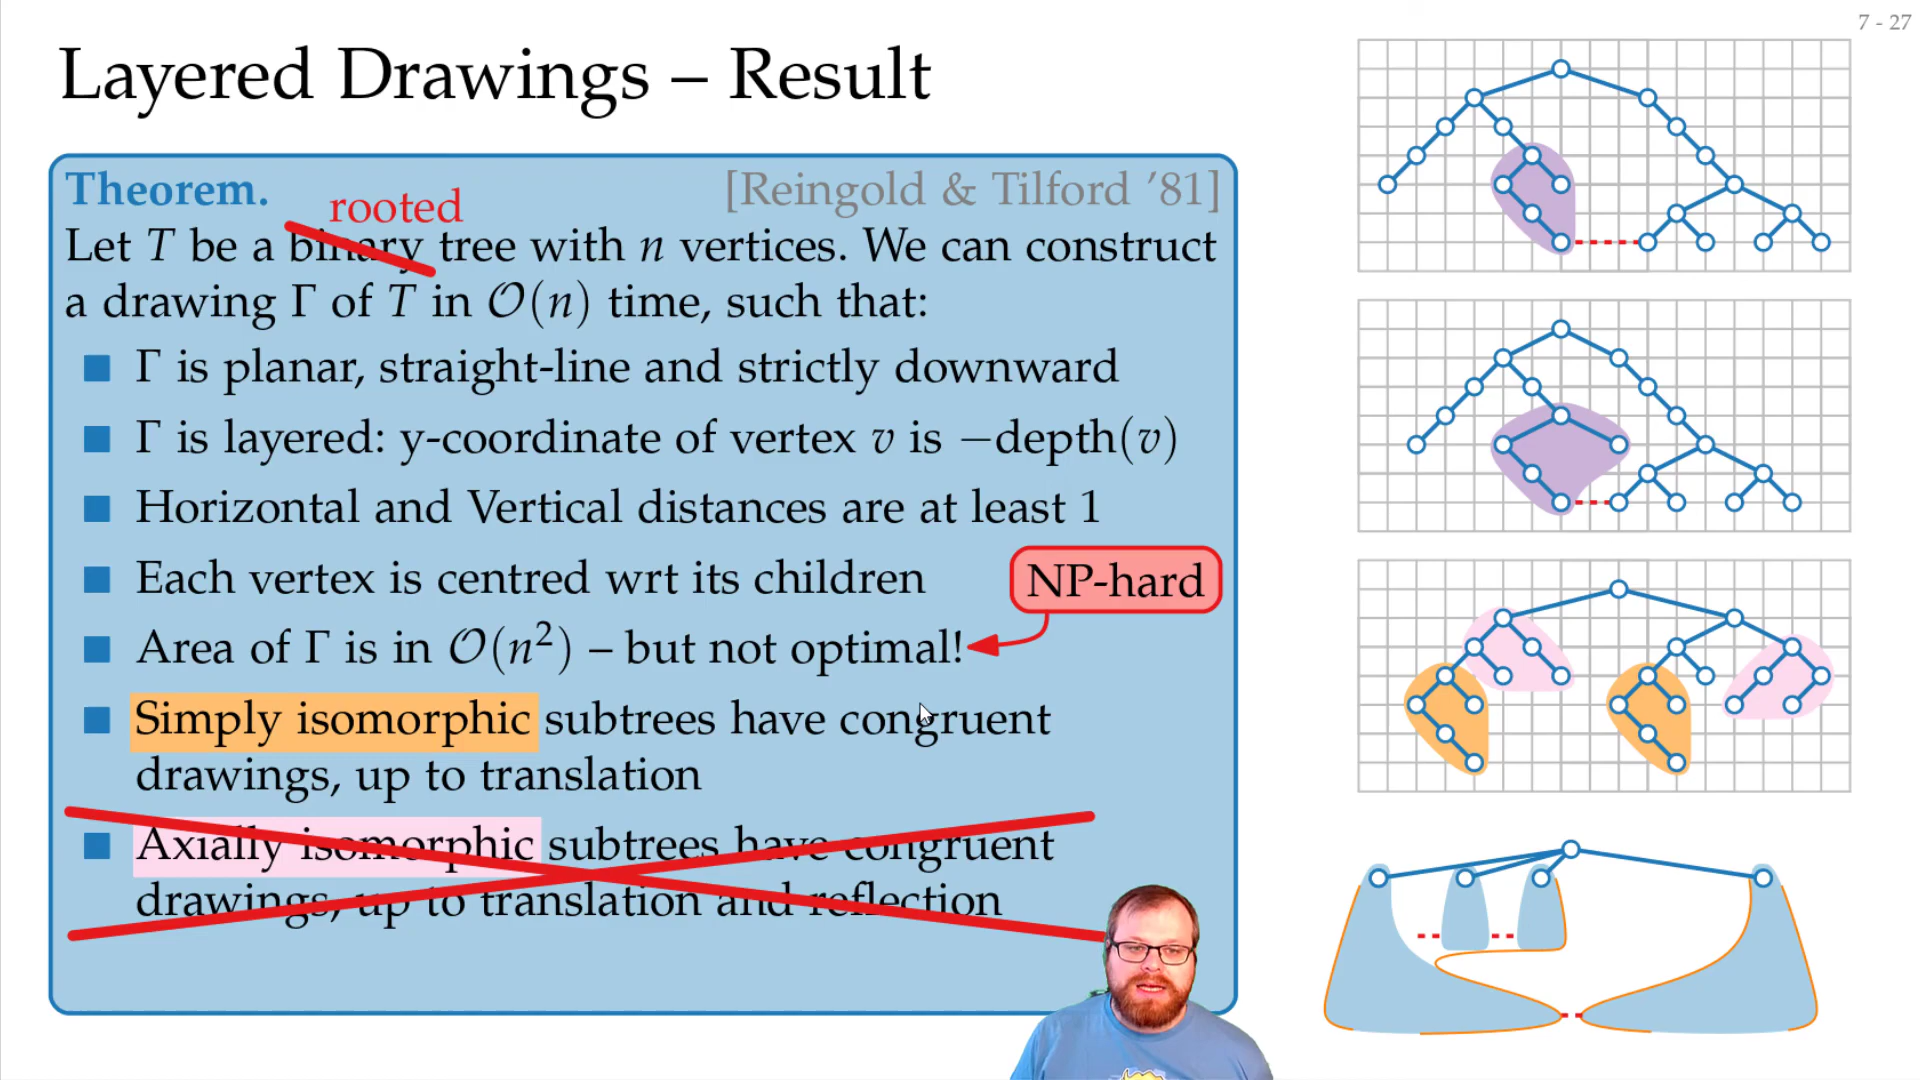 7 - 27
Layered Drawings – Result
Theorem. [Reingold & Tilford ’81]
rooted
Let T be a binary tree with n vertices. We can construct
a drawing Γ of T in 𝒪(n) time, such that:
■ Γ is planar, straight-line and strictly downward
■ Γ is layered: y-coordinate of vertex v is −depth(v)
■ Horizontal and Vertical distances are at least 1
■ Each vertex is centred wrt its children
NP-hard
■ Area of Γ is in 𝒪(n²) – but not optimal!
■ Simply isomorphic subtrees have congruent
drawings, up to translation
■ Axially isomorphic subtrees have congruent
drawings, up to translation and reflection